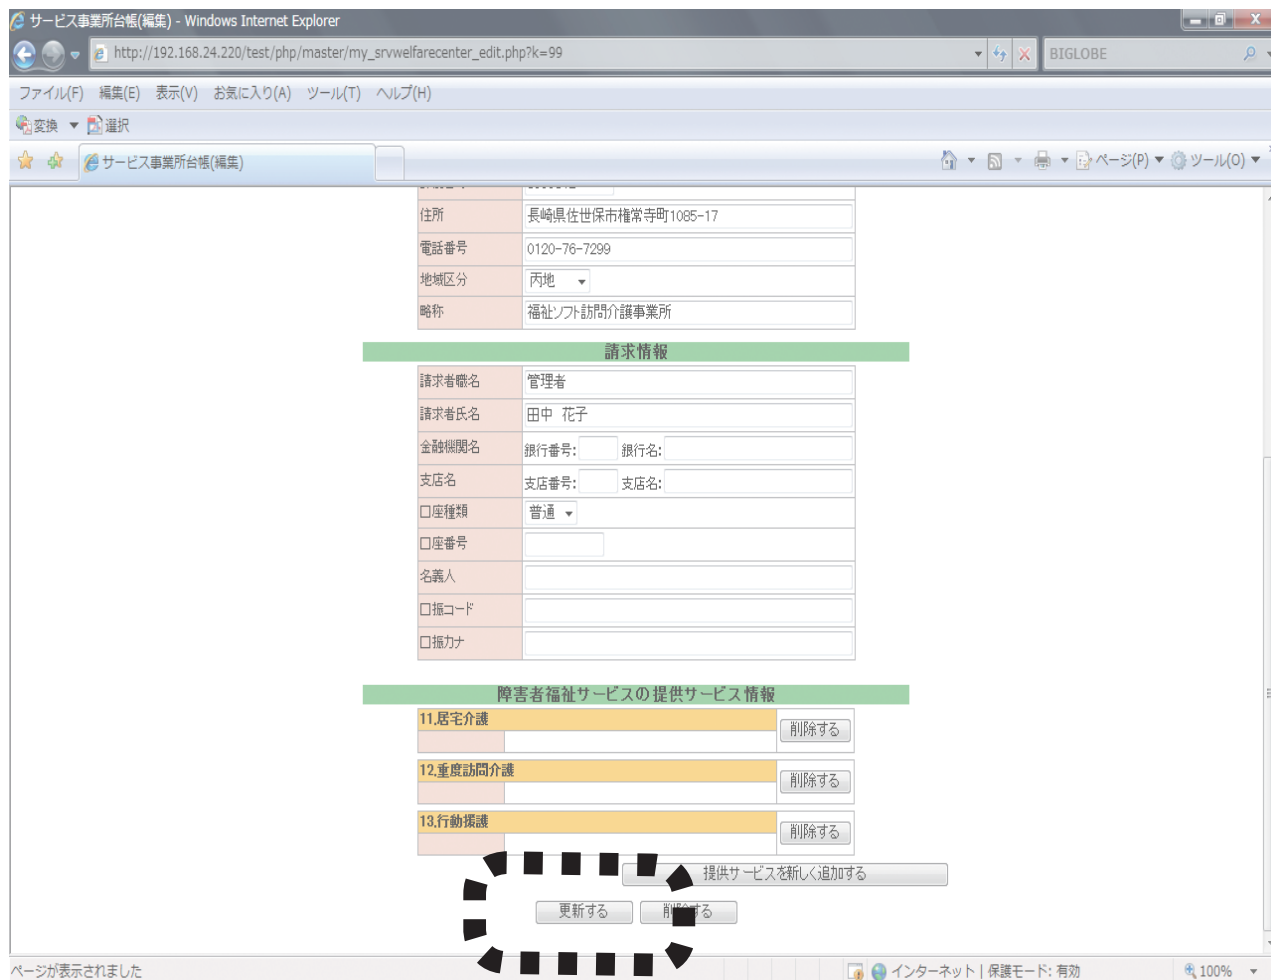 サービス事業所台帳(編集) - Windows Internet Explorer
http://192.168.24.220/test/php/master/my_srvwelfarecenter_edit.php?k=99
BIGLOBE
ファイル(F) 編集(E) 表示(V) お気に入り(A) ツール(T) ヘルプ(H)
変換 選択
サービス事業所台帳(編集)
ページ(P) ツール(O)
住所 長崎県佐世保市権常寺町1085-17
電話番号 0120-76-7299
地域区分 丙地
略称 福祉ソフト訪問介護事業所
請求情報
請求者職名 管理者
請求者氏名 田中 花子
金融機関名 銀行番号: 銀行名:
支店名 支店番号: 支店名:
口座種類 普通
口座番号
名義人
口振コード
口振カナ
障害者福祉サービスの提供サービス情報
11.居宅介護 削除する
12.重度訪問介護 削除する
13.行動援護 削除する
提供サービスを新しく追加する
更新する 削除する
ページが表示されました
インターネット | 保護モード: 有効 100%